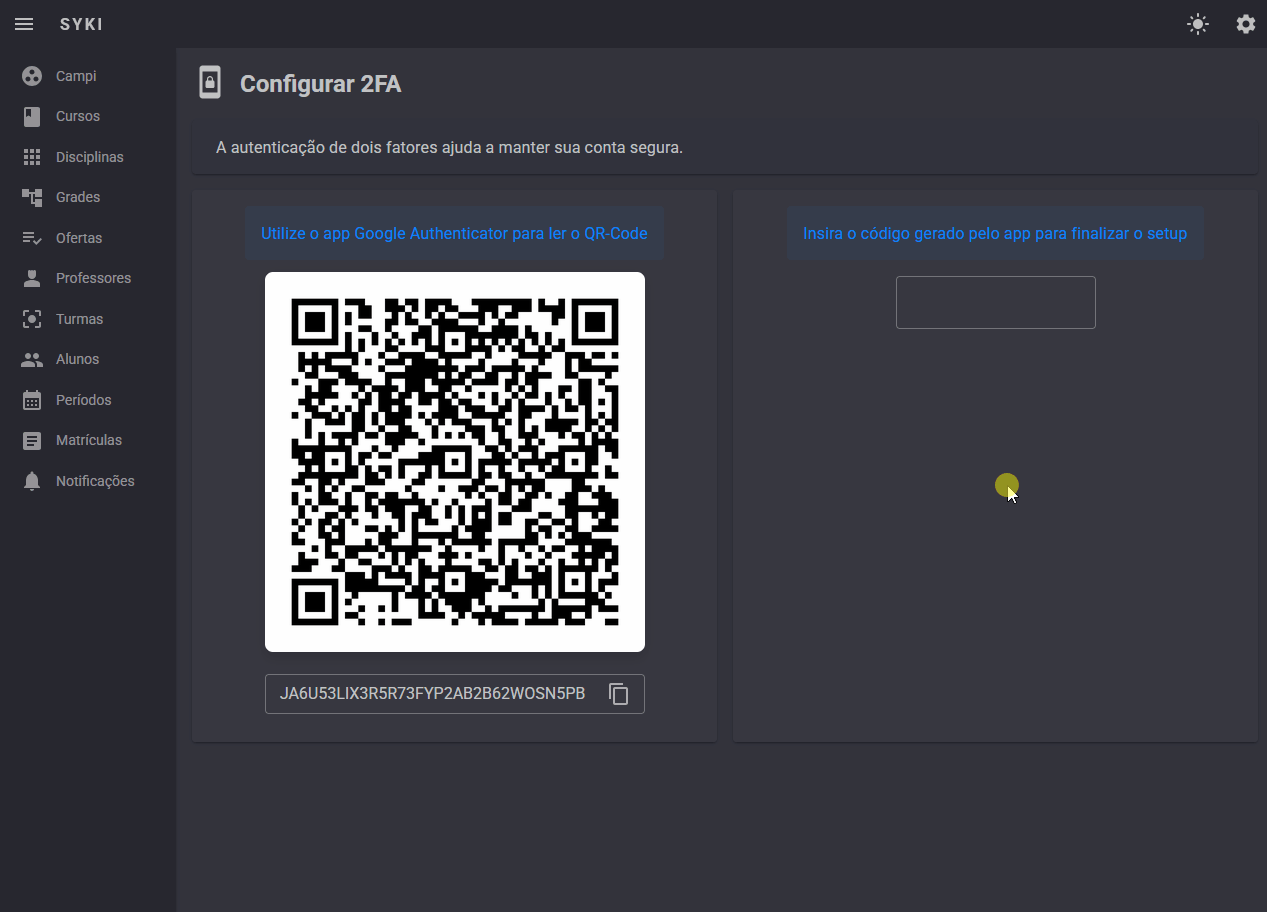 SYKI
Campi
Cursos
Disciplinas
Grades
Ofertas
Professores
Turmas
Alunos
Períodos
Matrículas
Notificações
Configurar 2FA
A autenticação de dois fatores ajuda a manter sua conta segura.
Utilize o app Google Authenticator para ler o QR-Code
JA6U53LIX3R5R73FYP2AB2B62WOSN5PB
Insira o código gerado pelo app para finalizar o setup